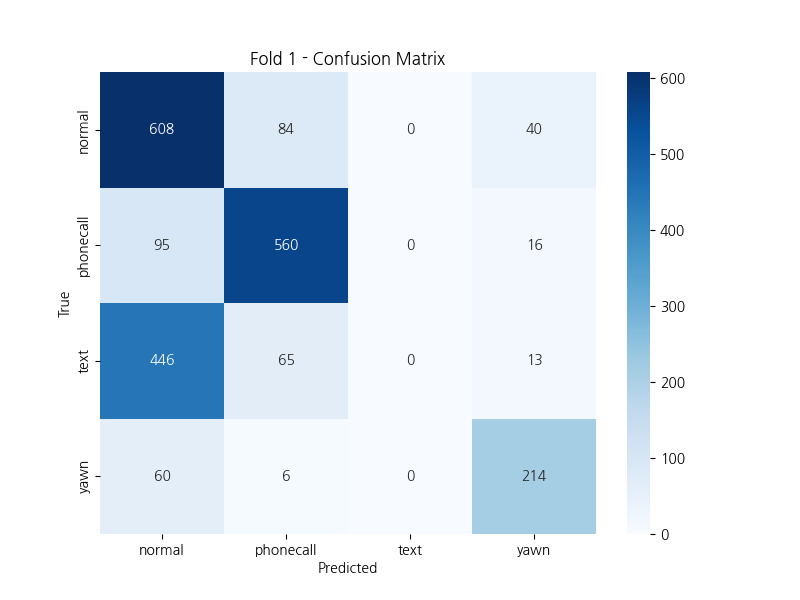 Fold 1 - Confusion Matrix
normal
608
84
0
40
phonecall
95
560
0
16
text
446
65
0
13
yawn
60
6
0
214
True
normal
phonecall
text
yawn
Predicted
600
500
400
300
200
100
0